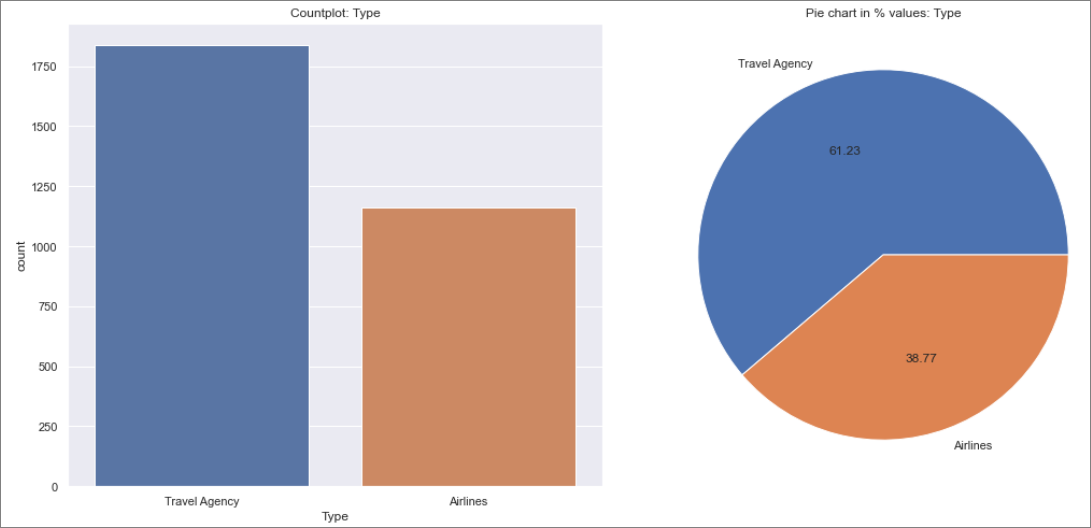 Countplot: Type
1750
1500
1250
1000
750
500
250
0
count
Travel Agency
Airlines
Type
Pie chart in % values: Type
Travel Agency
61.23
38.77
Airlines